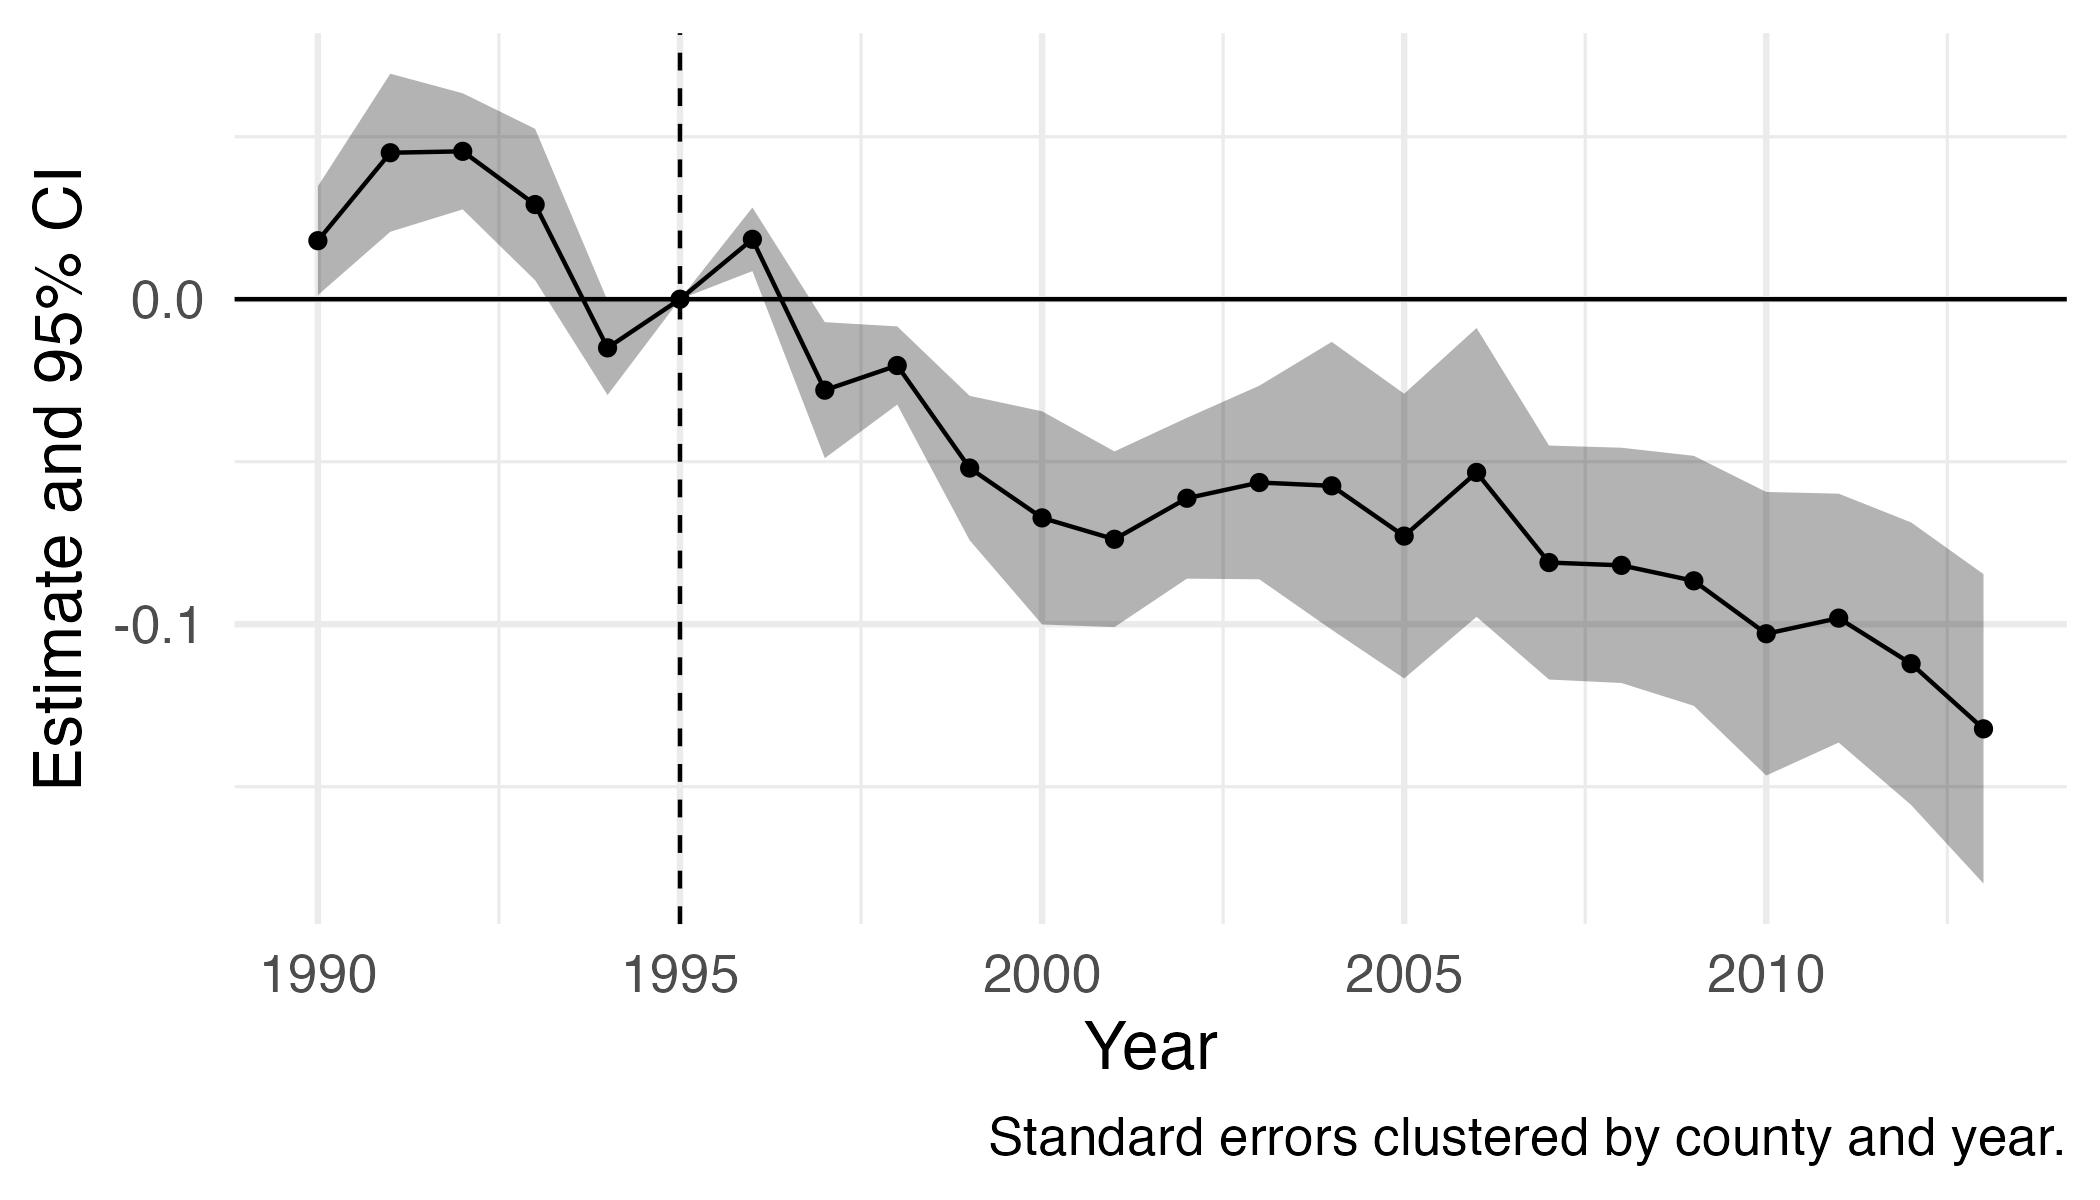 Estimate and 95% CI
0.0
-0.1
1990 1995 2000 2005 2010
Year
Standard errors clustered by county and year.